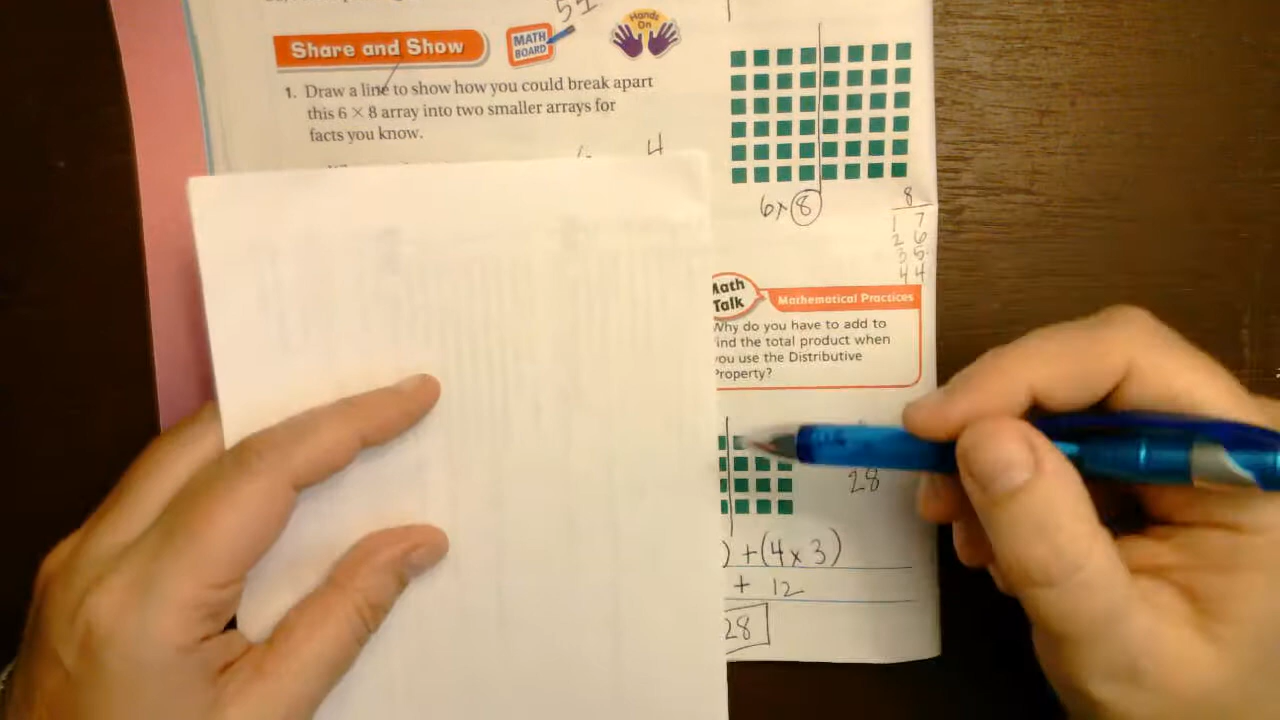 51
Share and Show
MATH
BOARD
Hands
On
1. Draw a line to show how you could break apart
this 6 × 8 array into two smaller arrays for
facts you know.
4
6×8
8
1 7
2 6
3 5
4 4
Math
Talk
Mathematical Practices
Why do you have to add to
find the total product when
you use the Distributive
Property?
28
) + (4 x 3)
+ 12
28